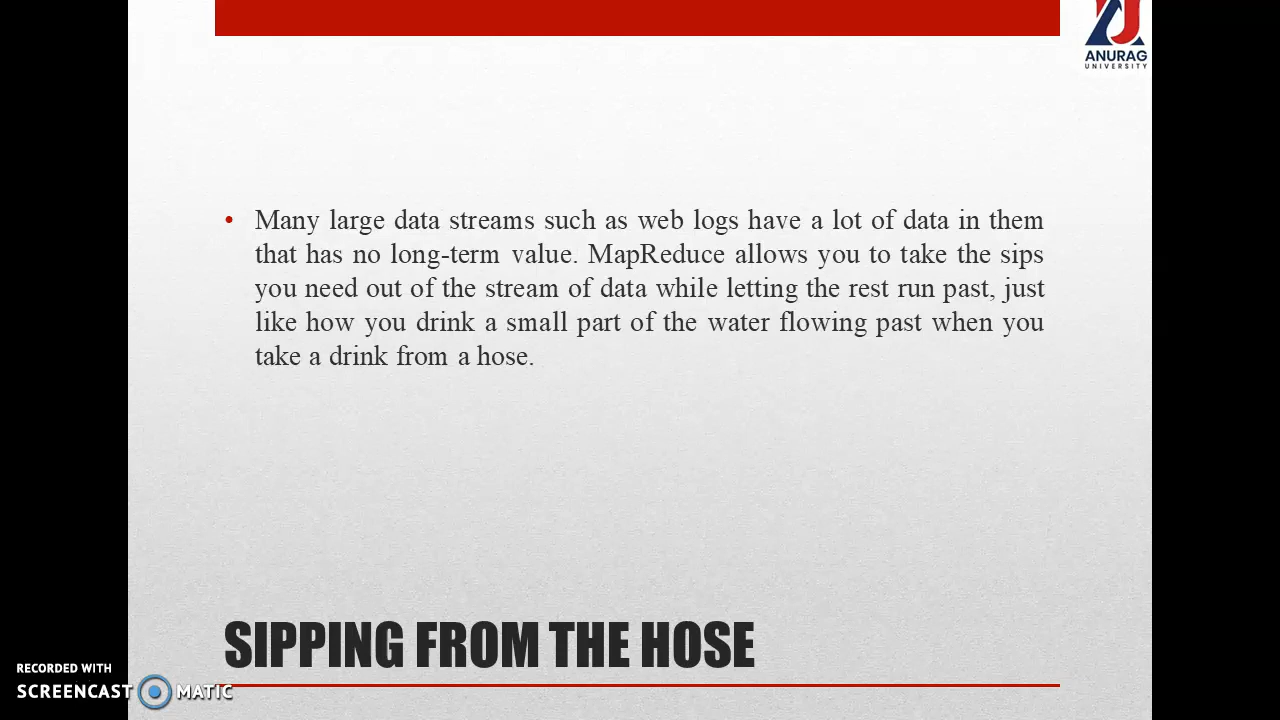 ANURAG
UNIVERSITY
• Many large data streams such as web logs have a lot of data in them
that has no long-term value. MapReduce allows you to take the sips
you need out of the stream of data while letting the rest run past, just
like how you drink a small part of the water flowing past when you
take a drink from a hose.
SIPPING FROM THE HOSE
RECORDED WITH
SCREENCAST MATIC